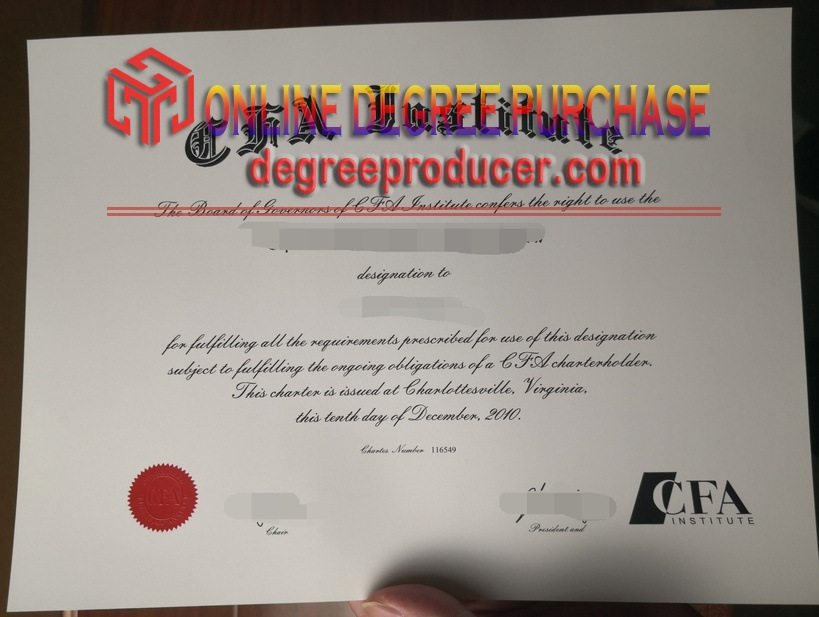 ONLINE DEGREE PURCHASE
CFA Institute
degreeproducer.com
The Board of Governors of CFA Institute confers the right to use the
designation to
for fulfilling all the requirements prescribed for use of this designation
subject to fulfilling the ongoing obligations of a CFA charterholder.
This charter is issued at Charlottesville, Virginia,
this tenth day of December, 2010.
Charter Number 116549
CFA
Chair
President and
CFA
INSTITUTE